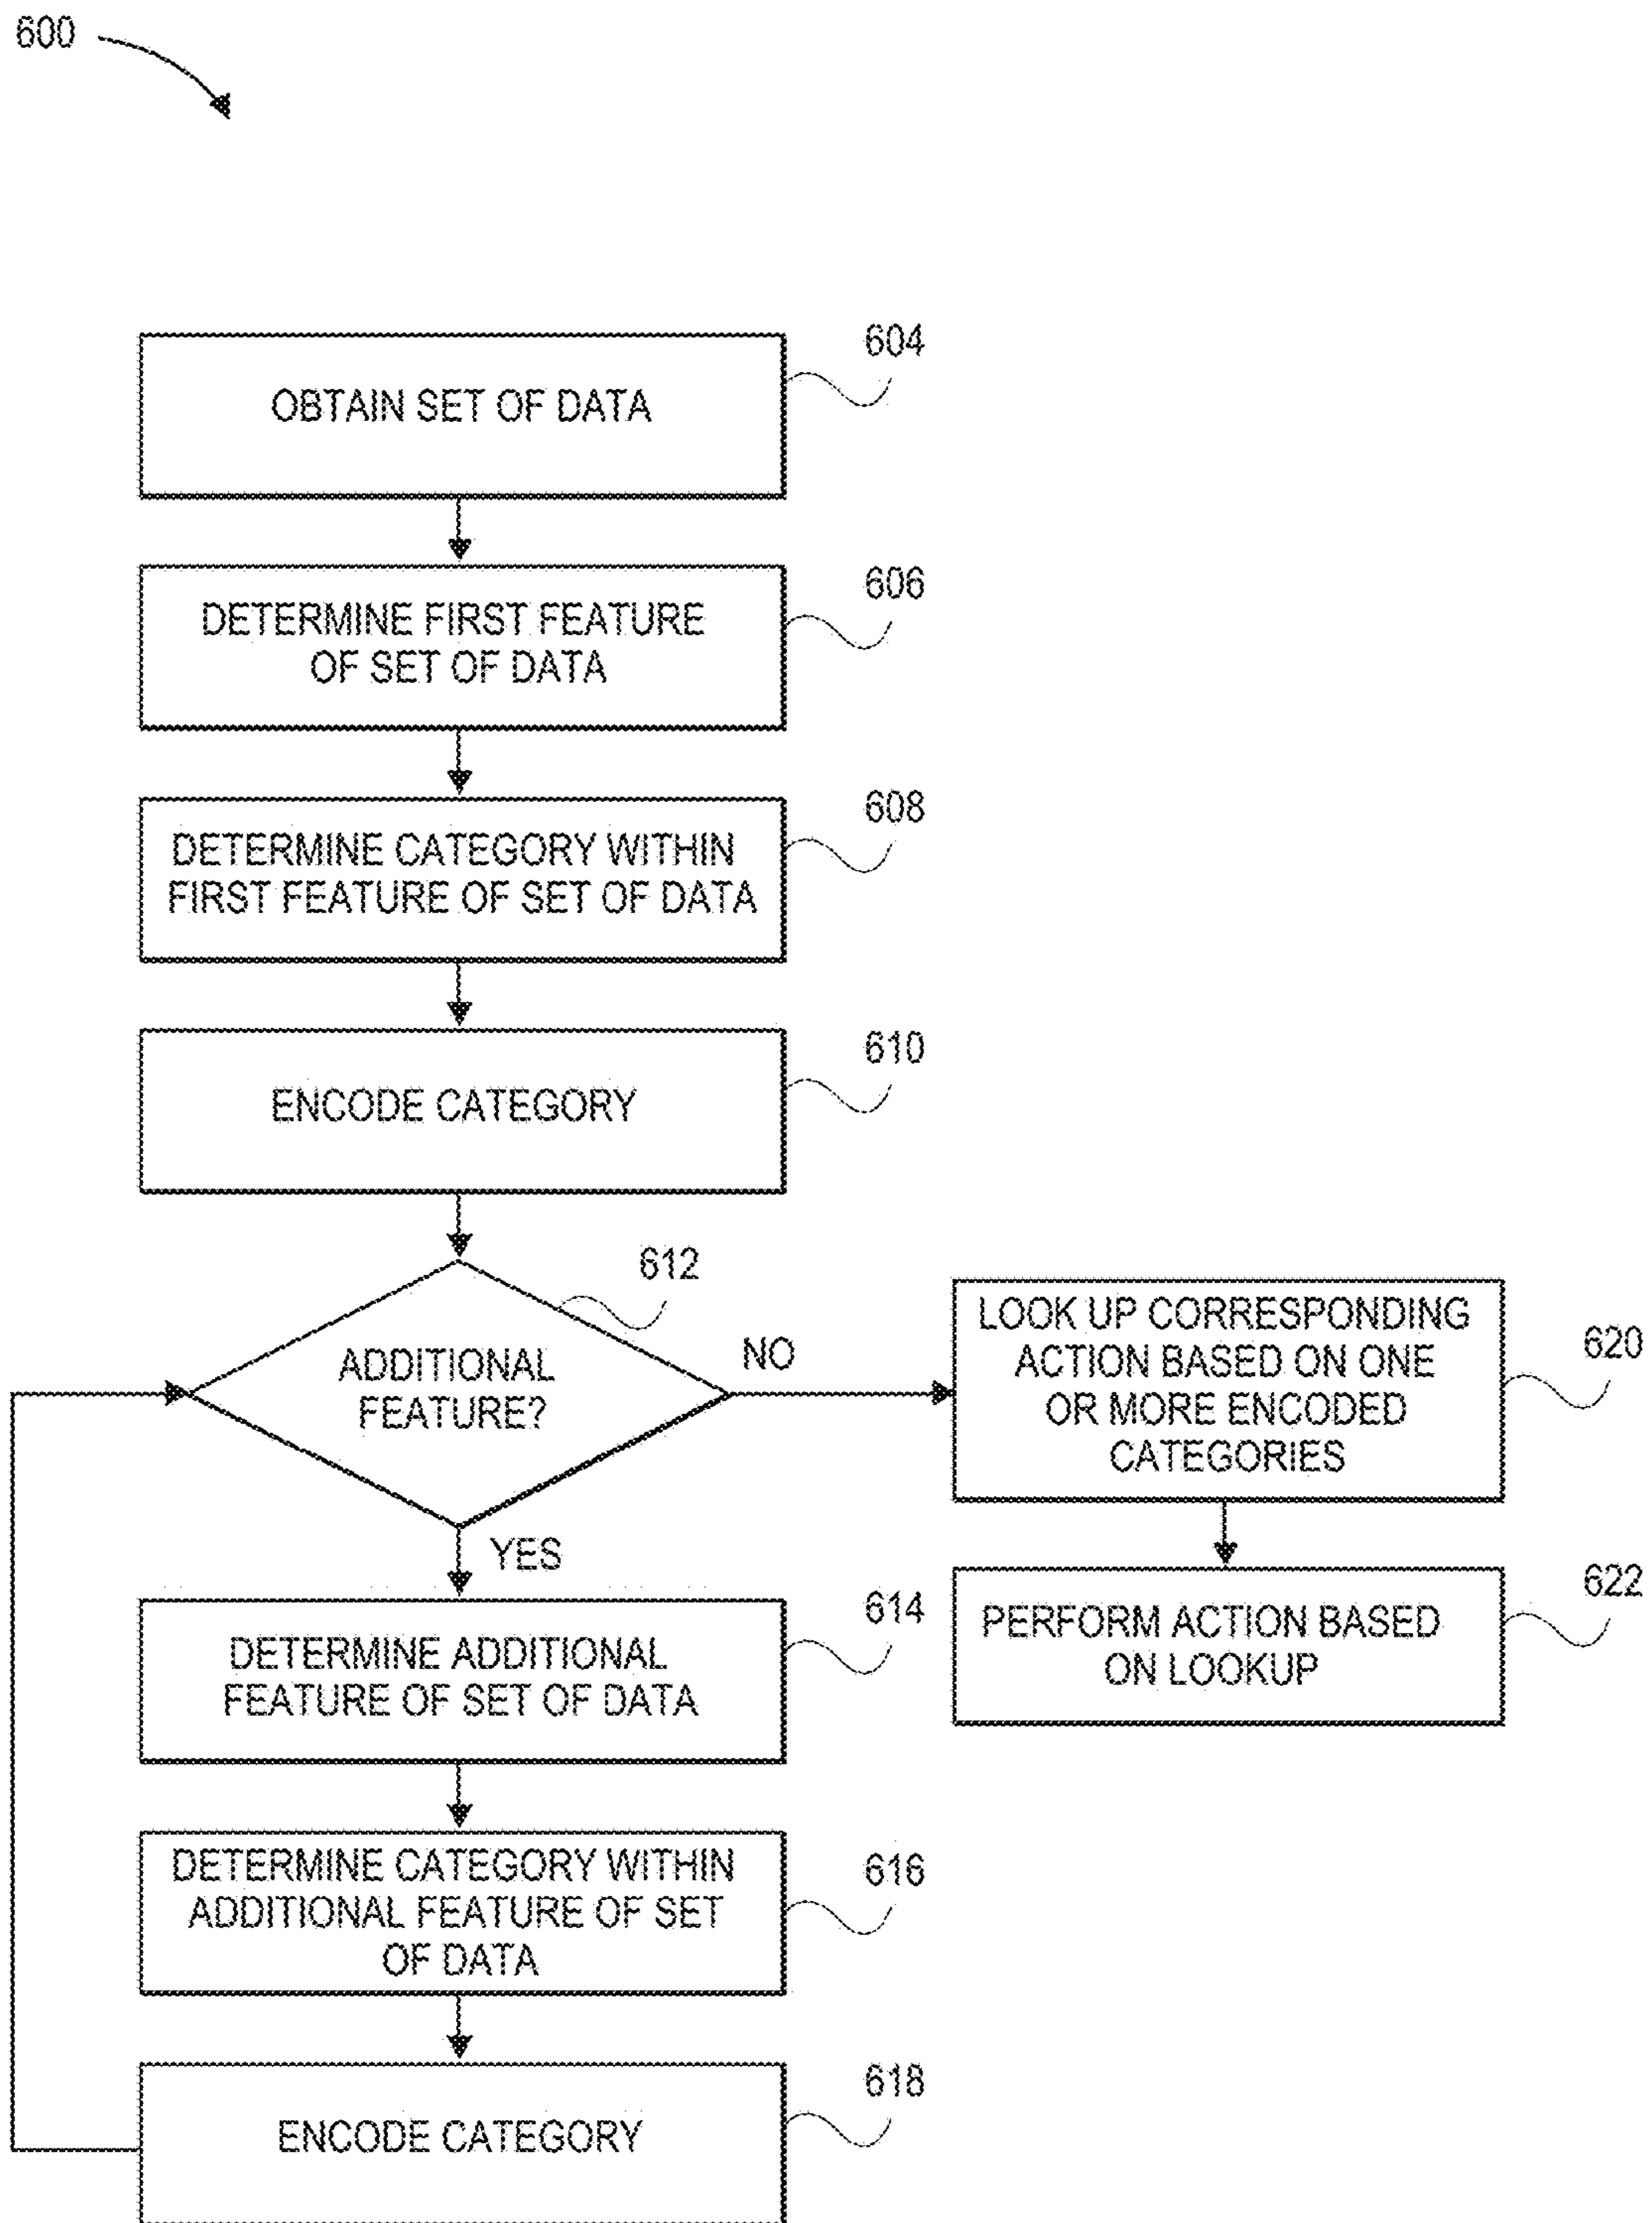 600
OBTAIN SET OF DATA
604
DETERMINE FIRST FEATURE
OF SET OF DATA
606
DETERMINE CATEGORY WITHIN
FIRST FEATURE OF SET OF DATA
608
ENCODE CATEGORY
610
ADDITIONAL
FEATURE?
612
NO
YES
LOOK UP CORRESPONDING
ACTION BASED ON ONE
OR MORE ENCODED
CATEGORIES
620
PERFORM ACTION BASED
ON LOOKUP
622
DETERMINE ADDITIONAL
FEATURE OF SET OF DATA
614
DETERMINE CATEGORY WITHIN
ADDITIONAL FEATURE OF SET
OF DATA
616
ENCODE CATEGORY
618